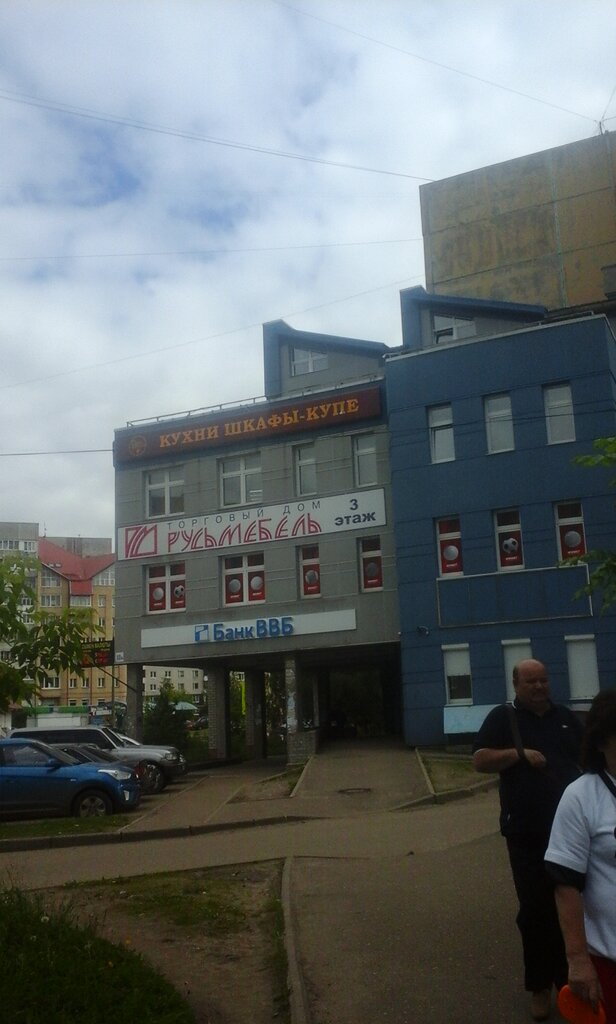 КУХНИ ШКАФЫ-КУПЕ
ТОРГОВЫЙ ДОМ
РУСЬМЕБЕЛЬ
3
этаж
Банк ВВБ